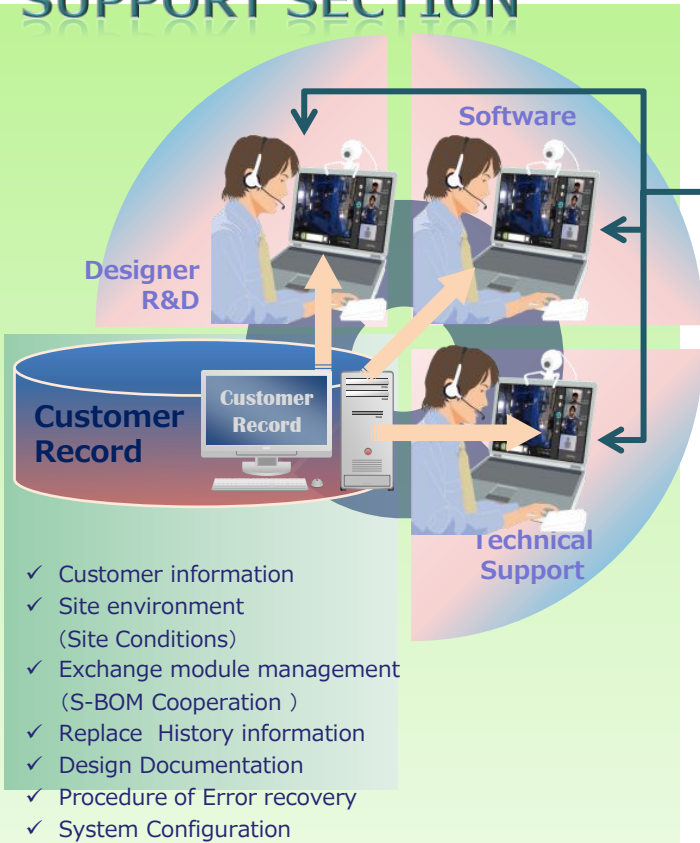 SUPPORT SECTION
Software
Designer
R&D
Customer
Record
Customer
Record
Technical
Support
✓ Customer information
✓ Site environment
（Site Conditions）
✓ Exchange module management
（S-BOM Cooperation ）
✓ Replace  History information
✓ Design Documentation
✓ Procedure of Error recovery
✓ System Configuration